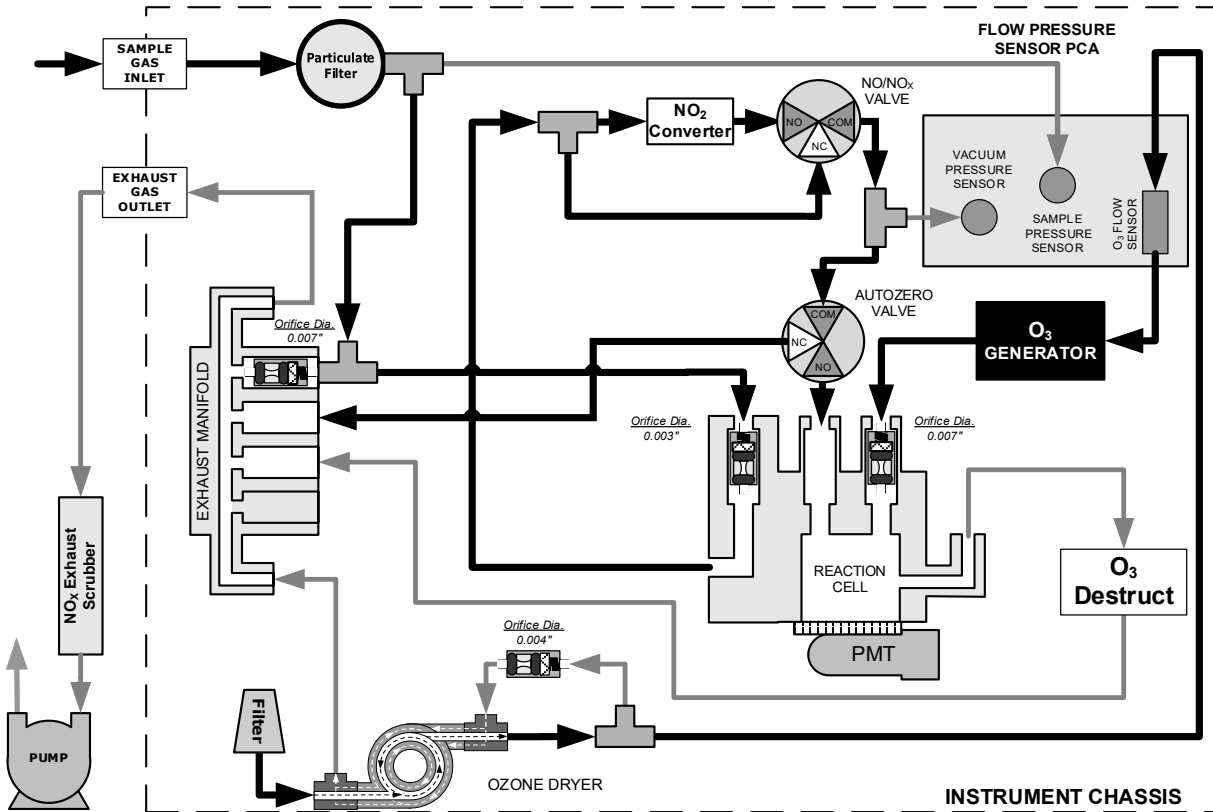 SAMPLE
GAS
INLET
Particulate
Filter
FLOW PRESSURE
SENSOR PCA
NO/NOX
VALVE
NO2
Converter
NO
COM
NC
EXHAUST
GAS
OUTLET
VACUUM
PRESSURE
SENSOR
SAMPLE
PRESSURE
SENSOR
O3 FLOW
SENSOR
AUTOZERO
VALVE
COM
NC
NO
O3
GENERATOR
Orifice Dia.
0.007"
EXHAUST MANIFOLD
Orifice Dia.
0.003"
Orifice Dia.
0.007"
NOX Exhaust
Scrubber
REACTION
CELL
O3
Destruct
Orifice Dia.
0.004"
PMT
Filter
PUMP
OZONE DRYER
INSTRUMENT CHASSIS